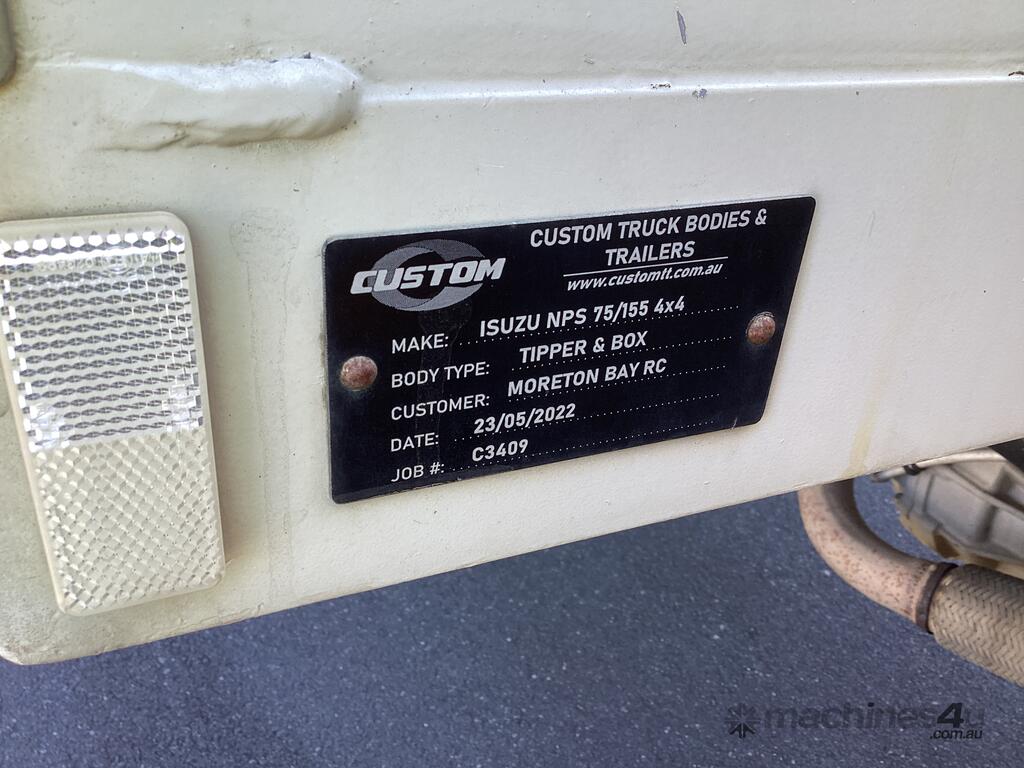 CUSTOM
CUSTOM TRUCK BODIES &
TRAILERS
www.customtt.com.au
MAKE: ISUZU NPS 75/155 4x4
BODY TYPE: TIPPER & BOX
CUSTOMER: MORETON BAY RC
DATE: 23/05/2022
JOB #: C3409
machines4u
.com.au